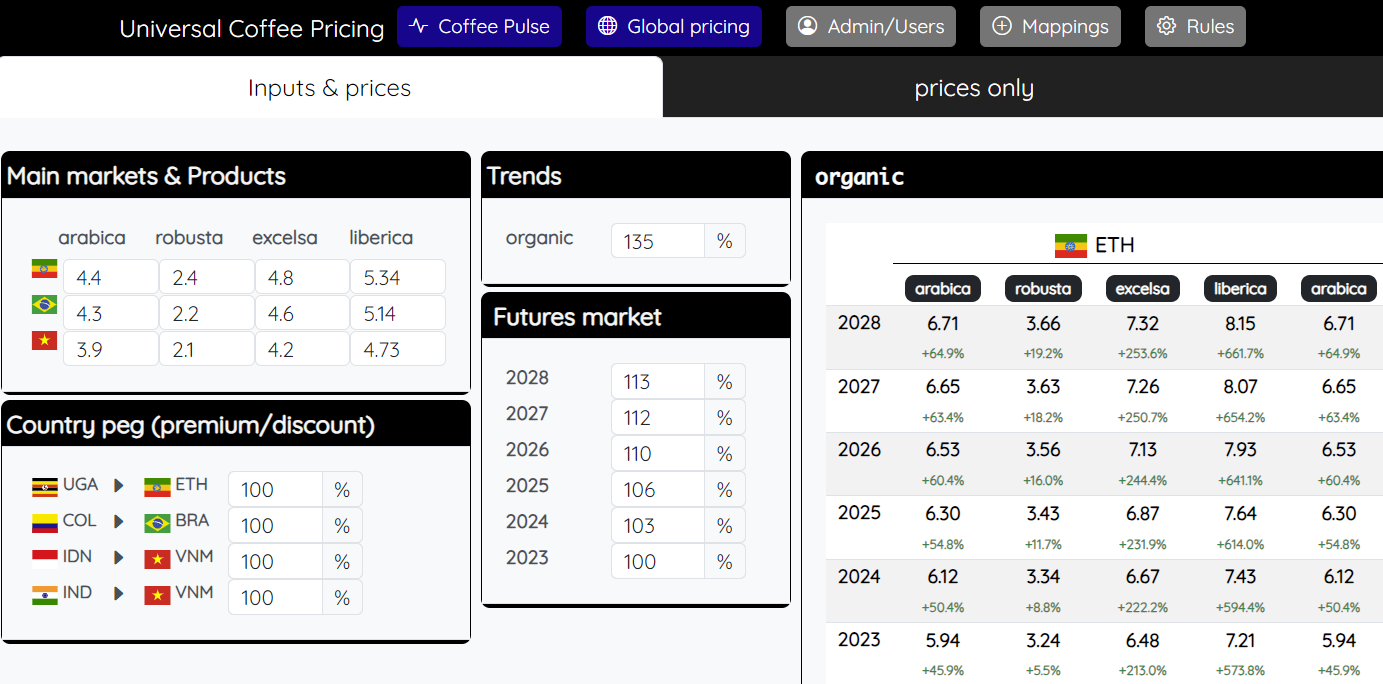 Universal Coffee Pricing Coffee Pulse Global pricing Admin/Users Mappings Rules
Inputs & prices prices only
Main markets & Products
arabica robusta excelsa liberica
4.4 2.4 4.8 5.34
4.3 2.2 4.6 5.14
3.9 2.1 4.2 4.73
Country peg (premium/discount)
UGA ETH 100 %
COL BRA 100 %
IDN VNM 100 %
IND VNM 100 %
Trends
organic 135 %
Futures market
2028 113 %
2027 112 %
2026 110 %
2025 106 %
2024 103 %
2023 100 %
organic
ETH
arabica robusta excelsa liberica arabica
2028 6.71 3.66 7.32 8.15 6.71
+64.9% +19.2% +253.6% +661.7% +64.9%
2027 6.65 3.63 7.26 8.07 6.65
+63.4% +18.2% +250.7% +654.2% +63.4%
2026 6.53 3.56 7.13 7.93 6.53
+60.4% +16.0% +244.4% +641.1% +60.4%
2025 6.30 3.43 6.87 7.64 6.30
+54.8% +11.7% +231.9% +614.0% +54.8%
2024 6.12 3.34 6.67 7.43 6.12
+50.4% +8.8% +222.2% +594.4% +50.4%
2023 5.94 3.24 6.48 7.21 5.94
+45.9% +5.5% +213.0% +573.8% +45.9%